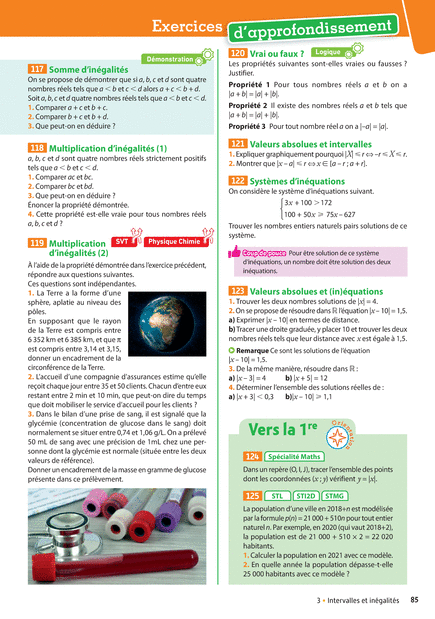 Exercices
d'approfondissement
Démonstration
117 Somme d'inégalités
On se propose de démontrer que si a, b, c et d sont quatre
nombres réels tels que a < b et c < d alors a + c < b + d.
Soit a, b, c et d quatre nombres réels tels que a < b et c < d.
1. Comparer a + c et b + c.
2. Comparer b + c et b + d.
3. Que peut-on en déduire ?
118 Multiplication d'inégalités (1)
a, b, c et d sont quatre nombres réels strictement positifs
tels que a < b et c < d.
1. Comparer ac et bc.
2. Comparer bc et bd.
3. Que peut-on en déduire ?
Énoncer la propriété démontrée.
4. Cette propriété est-elle vraie pour tous nombres réels
a, b, c et d ?
119 Multiplication
d'inégalités (2)
SVT
Physique Chimie
À l'aide de la propriété démontrée dans l'exercice précédent,
répondre aux questions suivantes.
Ces questions sont indépendantes.
1. La Terre a la forme d'une
sphère, aplatie au niveau des
pôles.
En supposant que le rayon
de la Terre est compris entre
6 352 km et 6 385 km, et que π
est compris entre 3,14 et 3,15,
donner un encadrement de la
circonférence de la Terre.
2. L'accueil d'une compagnie d'assurances estime qu'elle
reçoit chaque jour entre 35 et 50 clients. Chacun d'entre eux
restant entre 2 min et 10 min, que peut-on dire du temps
que doit mobiliser le service d'accueil pour les clients ?
3. Dans le bilan d'une prise de sang, il est signalé que la
glycémie (concentration de glucose dans le sang) doit
normalement se situer entre 0,74 et 1,06 g/L. On a prélevé
50 mL de sang avec une précision de 1mL chez une per-
sonne dont la glycémie est normale (située entre les deux
valeurs de référence).
Donner un encadrement de la masse en gramme de glucose
présente dans ce prélèvement.
120 Vrai ou faux ?
Logique
Les propriétés suivantes sont-elles vraies ou fausses ?
Justifier.
Propriété 1 Pour tous nombres réels a et b on a
|a + b| = |a| + |b|.
Propriété 2 Il existe des nombres réels a et b tels que
|a + b| = |a| + |b|.
Propriété 3 Pour tout nombre réel a on a |–a| = |a|.
121 Valeurs absolues et intervalles
1. Expliquer graphiquement pourquoi |X| ⩽ r ⇔ –r ⩽ X ⩽ r.
2. Montrer que |x – a| ⩽ r ⇔ x ∈ [a – r ; a + r].
122 Systèmes d'inéquations
On considère le système d'inéquations suivant.
3x + 100 > 172
100 + 50x ⩾ 75x – 627
Trouver les nombres entiers naturels pairs solutions de ce
système.
Coup de pouce Pour être solution de ce système
d'inéquations, un nombre doit être solution des deux
inéquations.
123 Valeurs absolues et (in)équations
1. Trouver les deux nombres solutions de |x| = 4.
2. On se propose de résoudre dans ℝ l'équation |x – 10| = 1,5.
a) Exprimer |x – 10| en termes de distance.
b) Tracer une droite graduée, y placer 10 et trouver les deux
nombres réels tels que leur distance avec x est égale à 1,5.
Remarque Ce sont les solutions de l'équation
|x – 10| = 1,5.
3. De la même manière, résoudre dans ℝ :
a) |x – 3| = 4 b) |x + 5| = 12
4. Déterminer l'ensemble des solutions réelles de :
a) |x + 3| < 0,3 b) |x – 10| ⩾ 1,1
Vers la 1re
Orientation
124 Spécialité Maths
Dans un repère (O, I, J), tracer l'ensemble des points
dont les coordonnées (x ; y) vérifient y = |x|.
125 STL STI2D STMG
La population d'une ville en 2018+n est modélisée
par la formule p(n) = 21 000 + 510n pour tout entier
naturel n. Par exemple, en 2020 (qui vaut 2018+2),
la population est de 21 000 + 510 × 2 = 22 020
habitants.
1. Calculer la population en 2021 avec ce modèle.
2. En quelle année la population dépasse-t-elle
25 000 habitants avec ce modèle ?
3 • Intervalles et inégalités 85